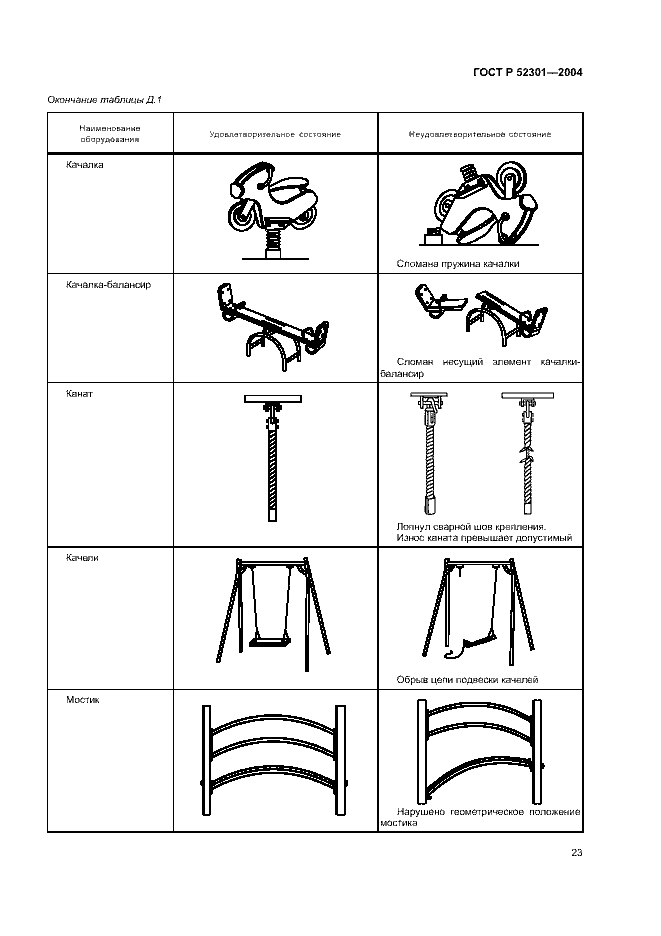 ГОСТ Р 52301—2004
Окончание таблицы Д.1
Наименование
оборудования
Удовлетворительное состояние
Неудовлетворительное состояние
Качалка
Сломана пружина качалки
Качалка-балансир
Сломан несущий элемент качалки-
балансир
Канат
Лопнул сварной шов крепления.
Износ каната превышает допустимый
Качели
Обрыв цепи подвески качелей
Мостик
Нарушено геометрическое положение
мостика
23